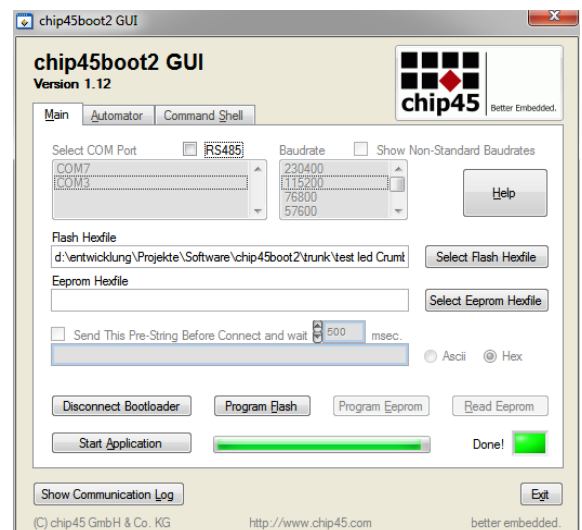 chip45boot2 GUI
chip45boot2 GUI
Version 1.12
chip45 Better Embedded.
Main Automator Command Shell
Select COM Port RS485 Baudrate Show Non-Standard Baudrates
COM7 230400
COM3 115200
76800
57600
Help
Flash Hexfile
d:\entwicklung\Projekte\Software\chip45boot2\trunk\test led Crumb Select Flash Hexfile
Eeprom Hexfile
Select Eeprom Hexfile
Send This Pre-String Before Connect and wait 500 msec.
Ascii Hex
Disconnect Bootloader Program Flash Program Eeprom Read Eeprom
Start Application Done!
Show Communication Log Exit
(C) chip45 GmbH & Co. KG http://www.chip45.com better embedded.